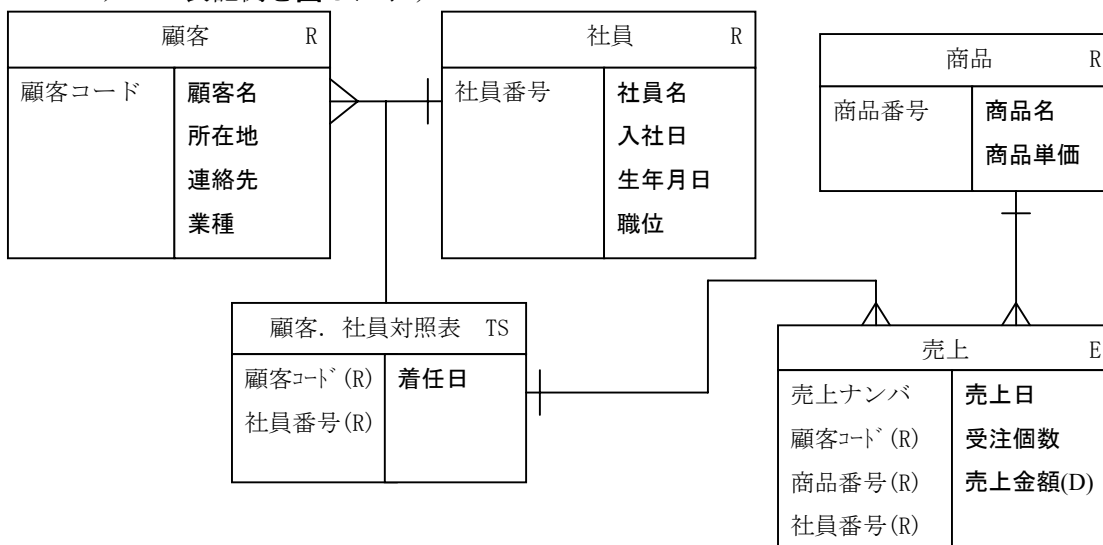 顧客 R
顧客コード 顧客名
所在地
連絡先
業種
社員 R
社員番号 社員名
入社日
生年月日
職位
商品 R
商品番号 商品名
商品単価
顧客．社員対照表 TS
顧客ｺｰﾄﾞ(R) 着任日
社員番号(R)
売上 E
売上ナンバ 売上日
顧客ｺｰﾄﾞ(R) 受注個数
商品番号(R) 売上金額(D)
社員番号(R)